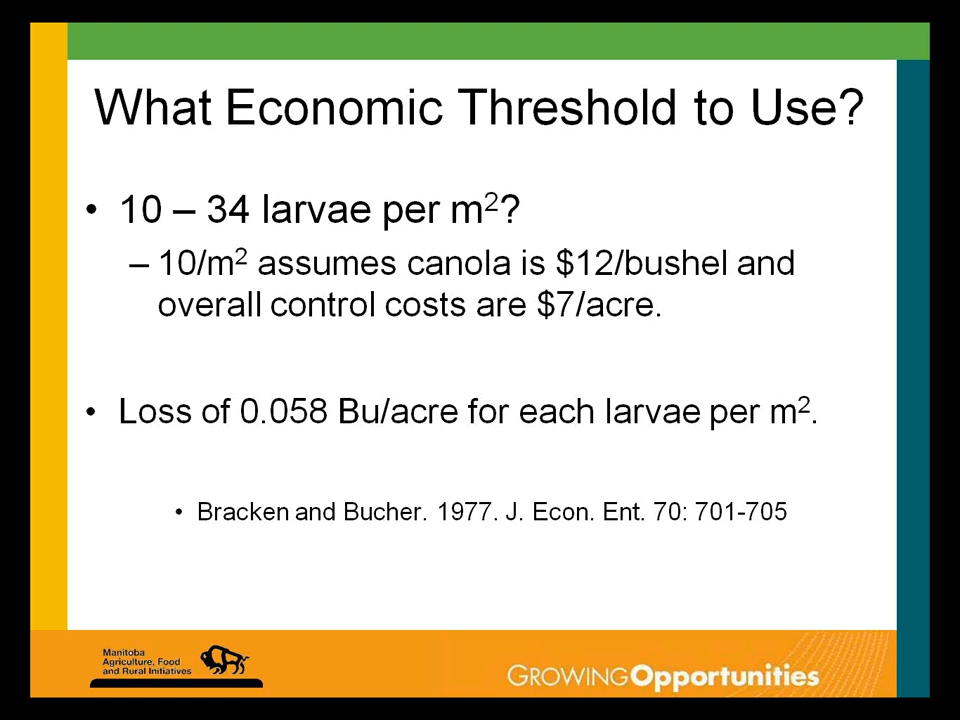 What Economic Threshold to Use?
• 10 – 34 larvae per m²?
– 10/m² assumes canola is $12/bushel and
overall control costs are $7/acre.
• Loss of 0.058 Bu/acre for each larvae per m².
• Bracken and Bucher. 1977. J. Econ. Ent. 70: 701-705
Manitoba
Agriculture, Food
and Rural Initiatives
GROWING Opportunities